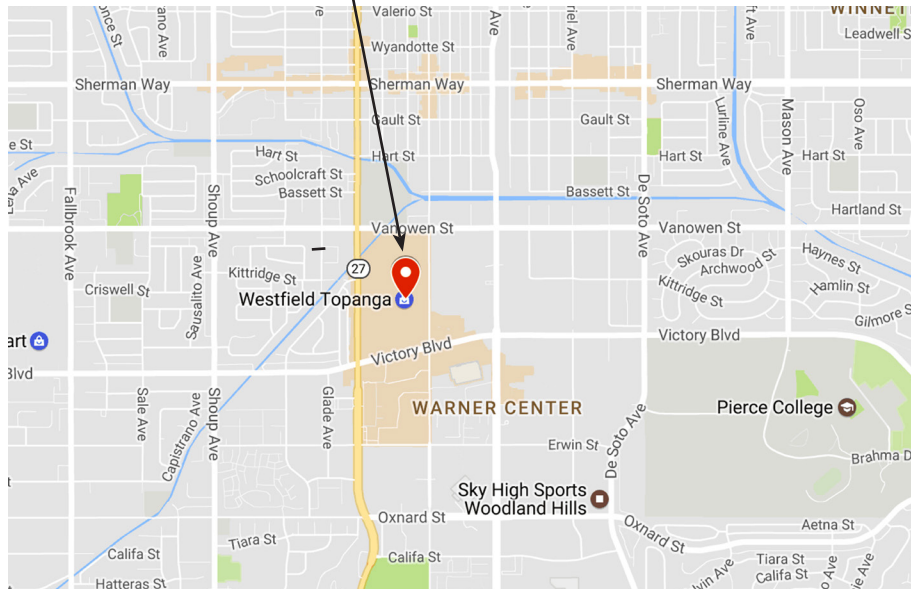 Valerio St
WINNET
Leadwell S
Wyandotte St
Ave
Sherman Way
Sherman Way
Sherman Way
Gault St
Gault St
Lurline Ave
Mason Ave
Oso Ave
e St
Hart St
Hart St
Hart St
Hart St
Schoolcraft St
Bassett St
Bassett St
Fallbrook Ave
Shoup Ave
De Soto Ave
Hartland St
Vanowen St
Vanowen St
27
Skouras Dr
Archwood St
Haynes St
Kittridge St
Kittridge St
Hamlin St
Criswell St
Sausalito Ave
Westfield Topanga
Gilmore S
art
Victory Blvd
Victory Blvd
Blvd
Sale Ave
Shoup Ave
Capistrano Ave
Glade Ave
WARNER CENTER
Pierce College
De Soto Ave
Erwin St
Brahma D
Sky High Sports
Woodland Hills
Oxnard St
Oxnard St
Aetna St
Tiara St
Califa St
Califa St
Tiara St
Califa St
Hatteras St